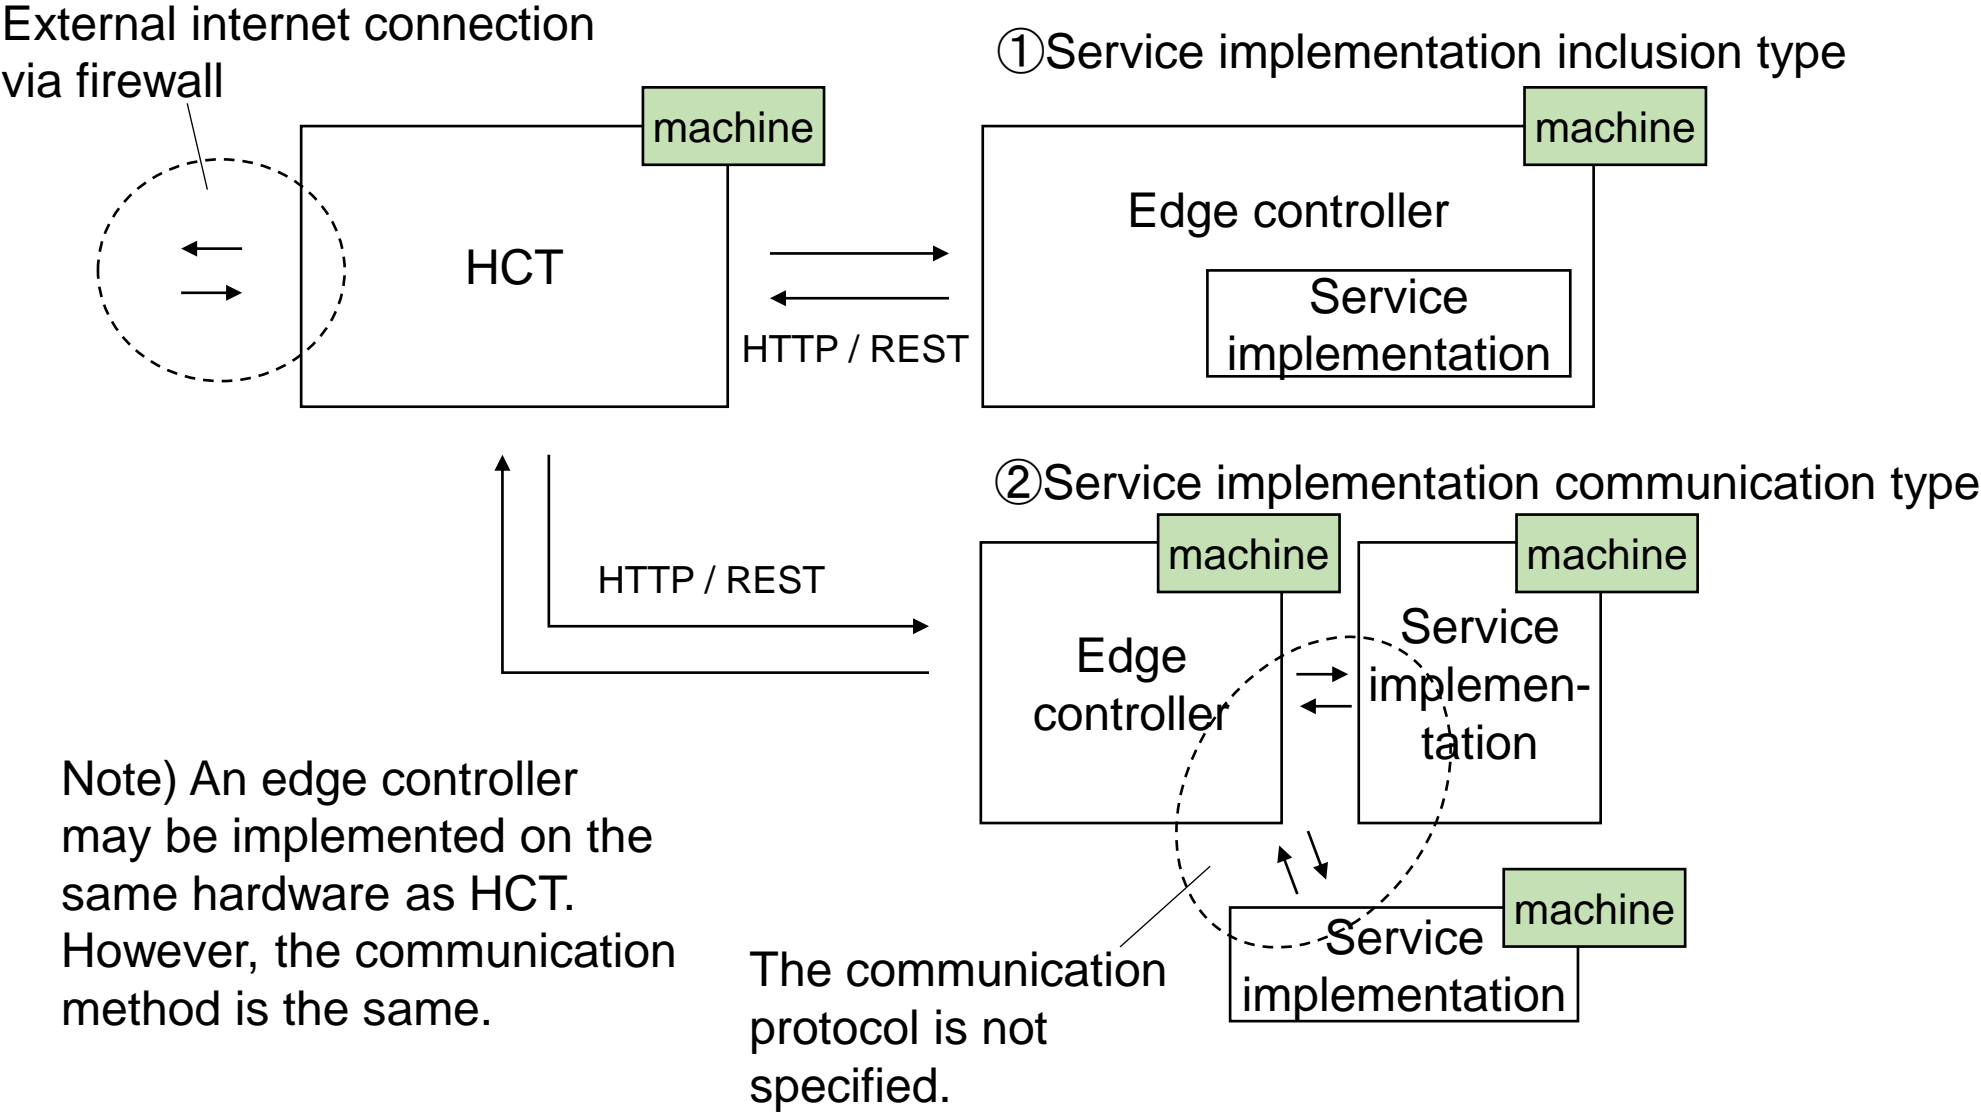 External internet connection
via firewall
①Service implementation inclusion type
machine
machine
HCT
Edge controller
Service
implementation
HTTP / REST
②Service implementation communication type
machine
machine
HTTP / REST
Edge
controller
Service
implemen-
tation
Note) An edge controller
may be implemented on the
same hardware as HCT.
However, the communication
method is the same.
machine
Service
implementation
The communication
protocol is not
specified.